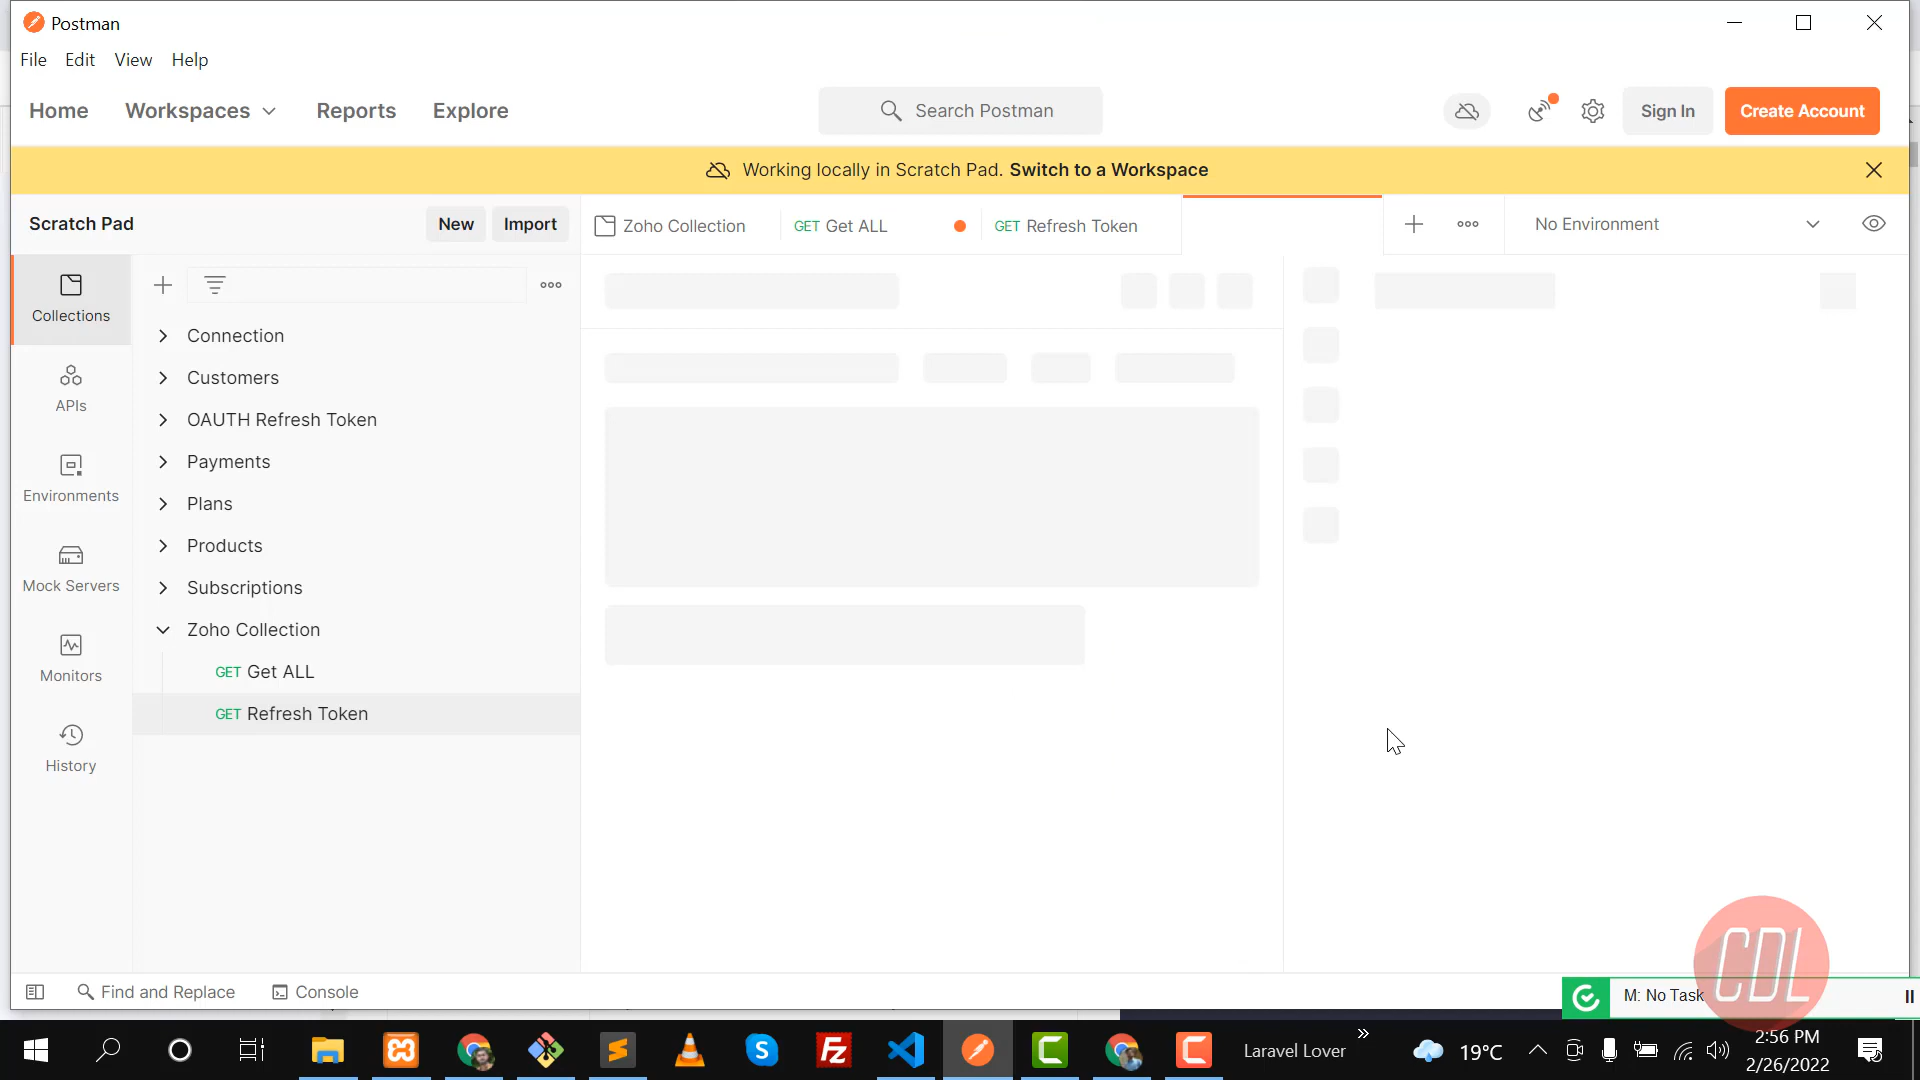 Postman
File Edit View Help
Home Workspaces Reports Explore
Search Postman
Sign In
Create Account
Working locally in Scratch Pad. Switch to a Workspace
Scratch Pad
New
Import
Zoho Collection
GET Get ALL
GET Refresh Token
No Environment
Collections
APIs
Environments
Mock Servers
Monitors
History
Connection
Customers
OAUTH Refresh Token
Payments
Plans
Products
Subscriptions
Zoho Collection
GET Get ALL
GET Refresh Token
Find and Replace
Console
M: No Task
CDL
Laravel Lover
19°C
2:56 PM
2/26/2022